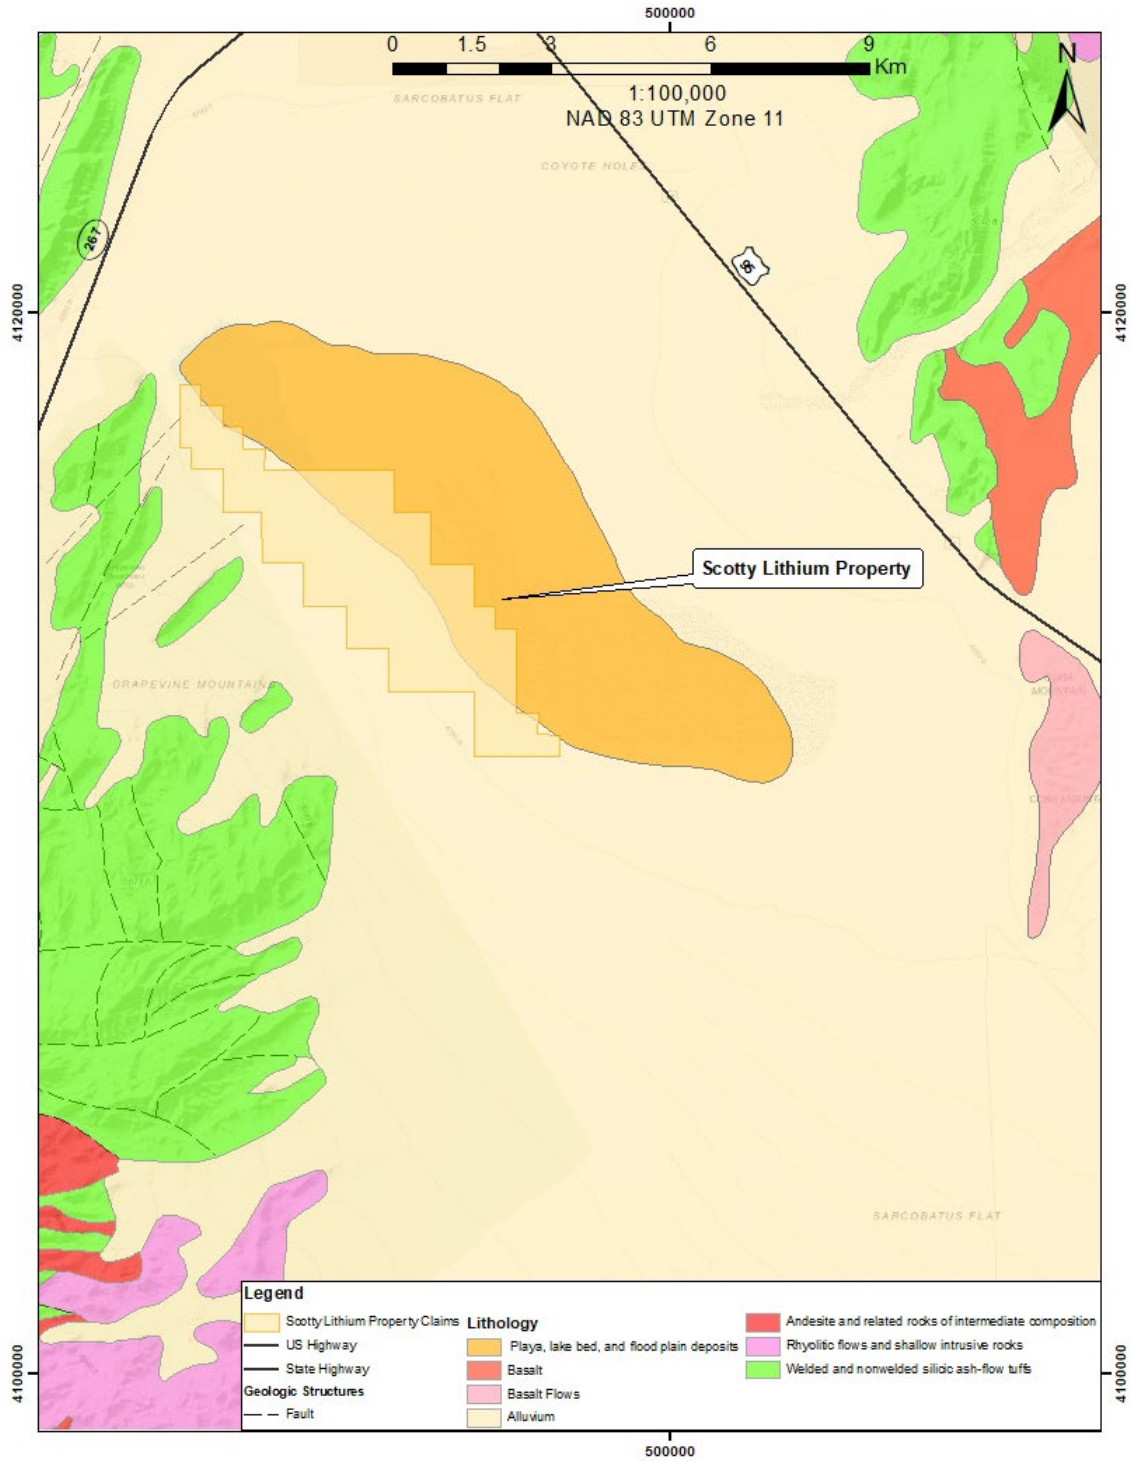 500000
0 1.5 3 6 9
Km
N
1:100,000
NAD 83 UTM Zone 11
SARCOBATUS FLAT
COYOTE HOLES
267
95
4120000
4120000
Scotty Lithium Property
GRAPEVINE MOUNTAINS
SARCOBATUS FLAT
Legend
Scotty Lithium Property Claims
US Highway
State Highway
Geologic Structures
Fault
Lithology
Playa, lake bed, and flood plain deposits
Basalt
Basalt Flows
Alluvium
Andesite and related rocks of intermediate composition
Rhyolitic flows and shallow intrusive rocks
Welded and nonwelded silicic ash-flow tuffs
4100000
4100000
500000